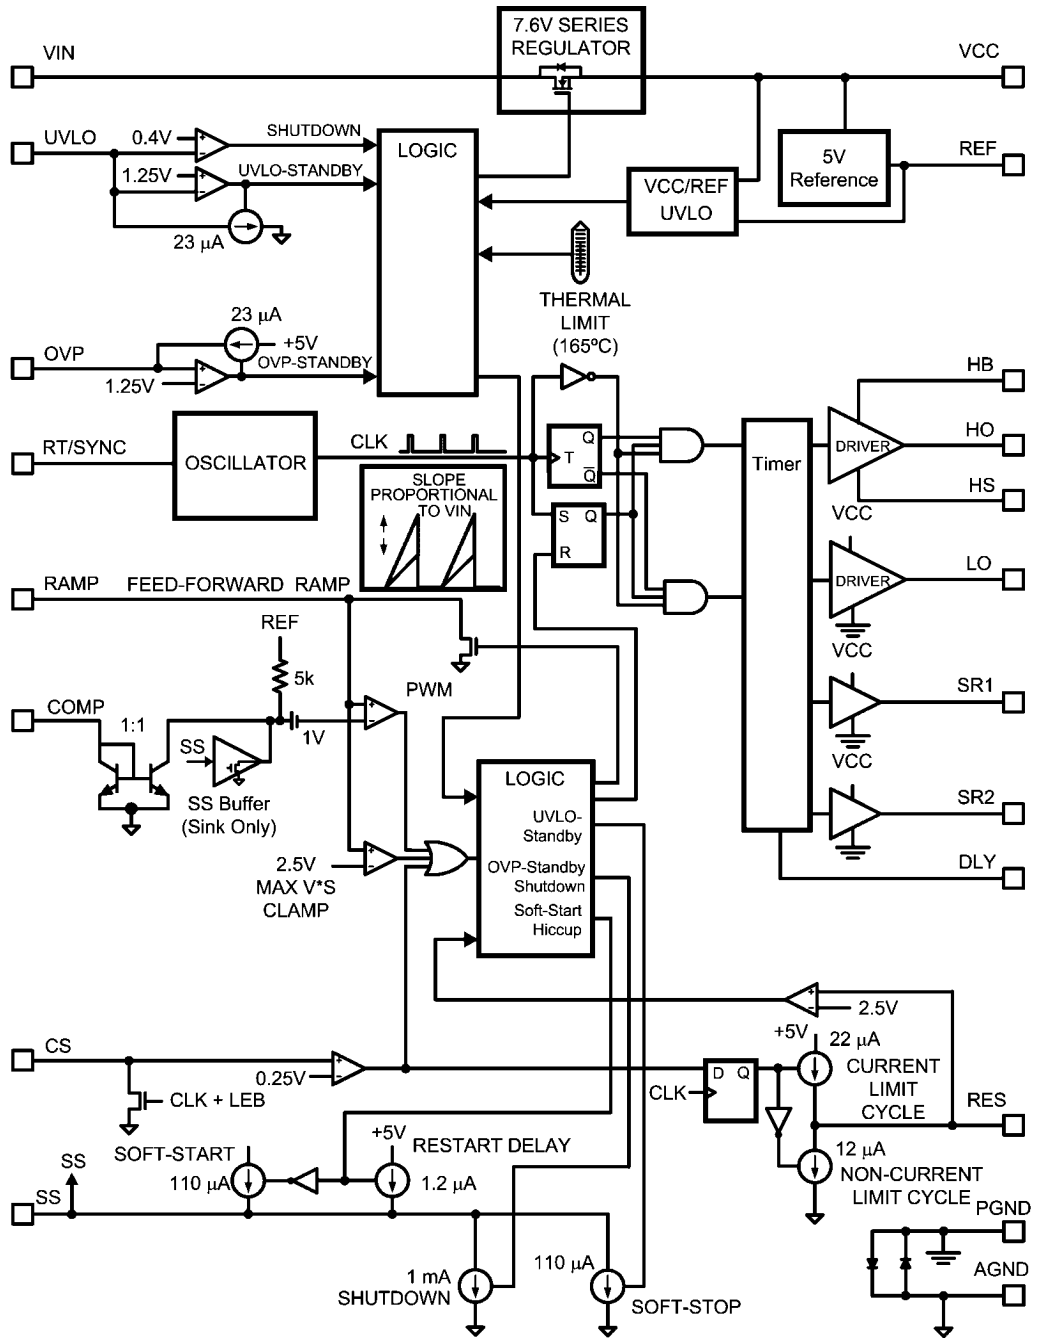 7.6V SERIES
REGULATOR
VIN
VCC
UVLO
0.4V
SHUTDOWN
LOGIC
5V
Reference
REF
1.25V
UVLO-STANDBY
VCC/REF
UVLO
23 µA
THERMAL
LIMIT
(165ºC)
23 µA
+5V
OVP
OVP-STANDBY
1.25V
HB
RT/SYNC
OSCILLATOR
CLK
T
Q
Q
Timer
DRIVER
HO
HS
SLOPE
PROPORTIONAL
TO VIN
S
Q
R
VCC
DRIVER
LO
RAMP
FEED-FORWARD RAMP
REF
5k
VCC
COMP
1:1
PWM
1V
SR1
SS
SS Buffer
(Sink Only)
LOGIC
UVLO-
Standby
OVP-Standby
Shutdown
Soft-Start
Hiccup
VCC
SR2
2.5V
MAX V*S
CLAMP
DLY
2.5V
CS
0.25V
CLK + LEB
+5V
22 µA
D
Q
CLK
CURRENT
LIMIT
CYCLE
RES
+5V
RESTART DELAY
SOFT-START
110 µA
1.2 µA
12 µA
NON-CURRENT
LIMIT CYCLE
SS
SS
PGND
1 mA
SHUTDOWN
110 µA
SOFT-STOP
AGND